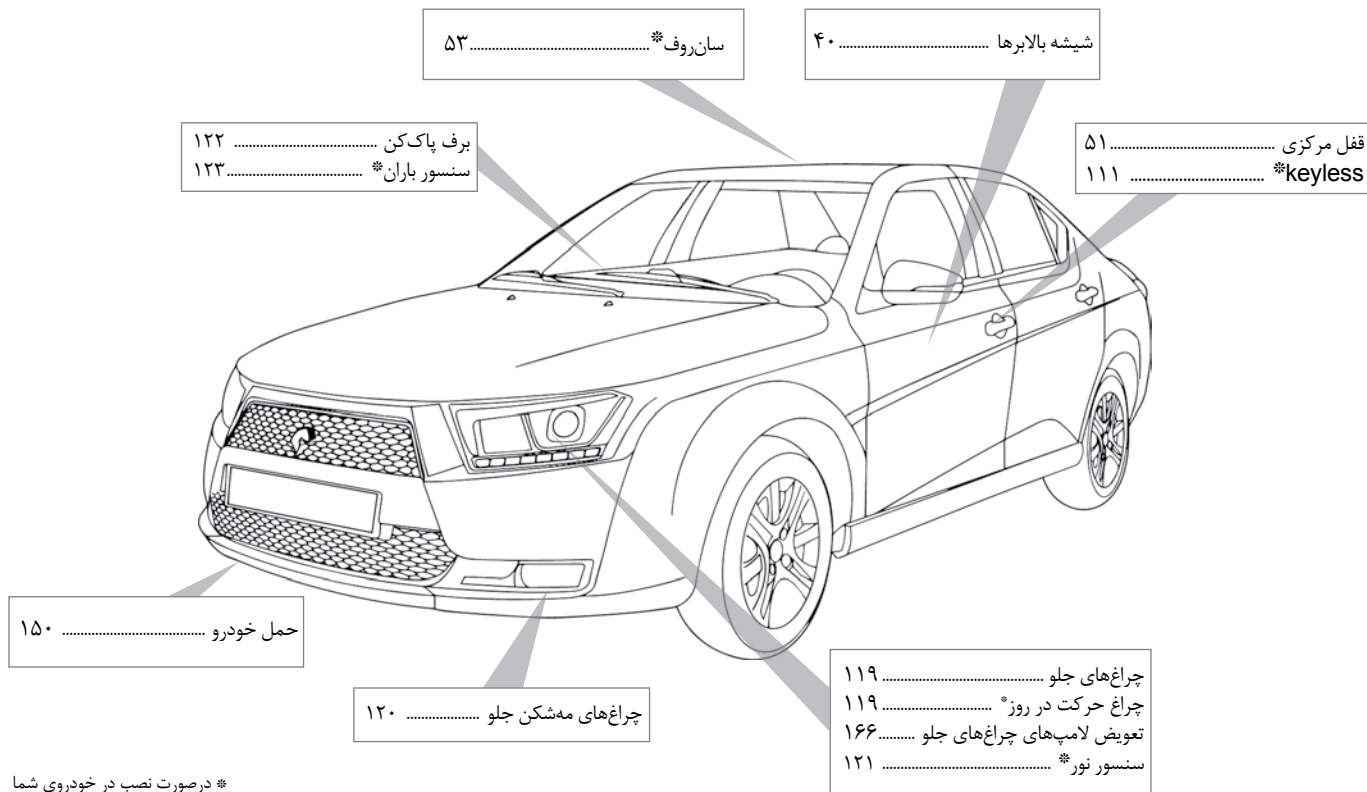 شیشه بالابرها ........................................ ۴۰
سان‌روف* ................................................ ۵۳
قفل مرکزی ............................................ ۵۱
keyless* .................................... ۱۱۱
برف پاک‌کن ...................................... ۱۲۲
سنسور باران* .................................... ۱۲۳
حمل خودرو ...................................... ۱۵۰
چراغ‌های مه‌شکن جلو .................... ۱۲۰
چراغ‌های جلو ........................................... ۱۱۹
چراغ حرکت در روز* ............................. ۱۱۹
تعویض لامپ‌های چراغ‌های جلو .......... ۱۶۶
سنسور نور* ............................................. ۱۲۱
* درصورت نصب در خودروی شما